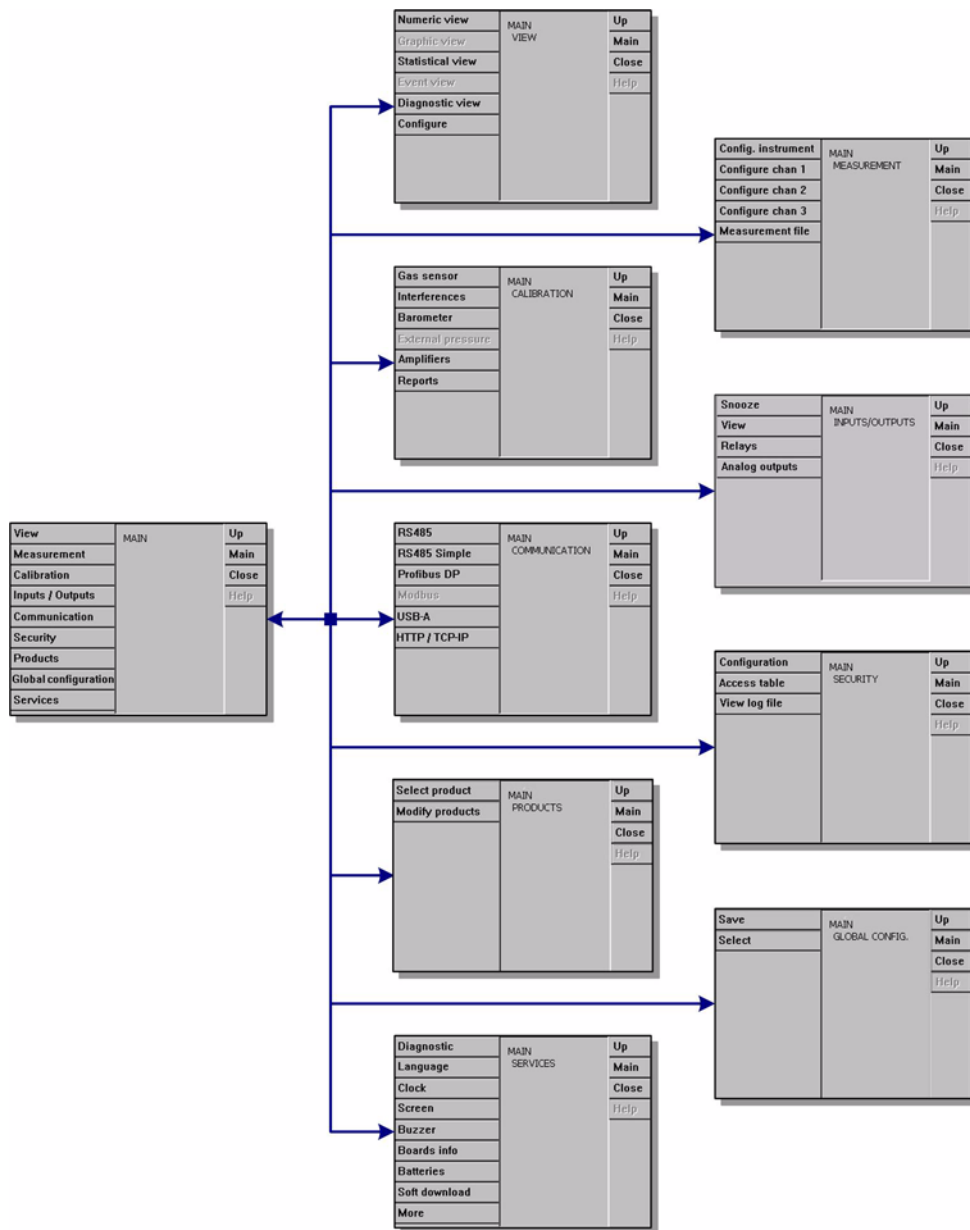 Numeric view
Graphic view
Statistical view
Event view
Diagnostic view
Configure
MAIN
VIEW
Up
Main
Close
Help
Config. instrument
Configure chan 1
Configure chan 2
Configure chan 3
Measurement file
MAIN
MEASUREMENT
Up
Main
Close
Help
Gas sensor
Interferences
Barometer
External pressure
Amplifiers
Reports
MAIN
CALIBRATION
Up
Main
Close
Help
Snooze
View
Relays
Analog outputs
MAIN
INPUTS/OUTPUTS
Up
Main
Close
Help
View
Measurement
Calibration
Inputs / Outputs
Communication
Security
Products
Global configuration
Services
MAIN
Up
Main
Close
Help
RS485
RS485 Simple
Profibus DP
Modbus
USB-A
HTTP / TCP-IP
MAIN
COMMUNICATION
Up
Main
Close
Help
Configuration
Access table
View log file
MAIN
SECURITY
Up
Main
Close
Help
Select product
Modify products
MAIN
PRODUCTS
Up
Main
Close
Help
Save
Select
MAIN
GLOBAL CONFIG.
Up
Main
Close
Help
Diagnostic
Language
Clock
Screen
Buzzer
Boards info
Batteries
Soft download
More
MAIN
SERVICES
Up
Main
Close
Help